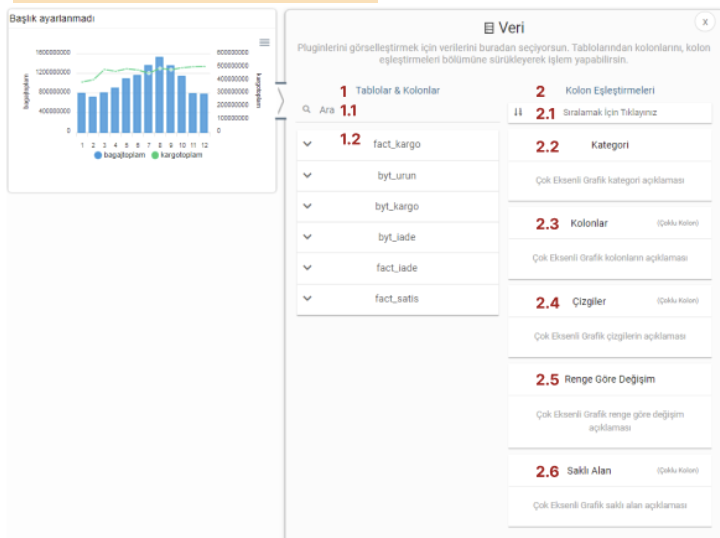 Başlık ayarlanmadı
1600000000
1200000000
800000000
400000000
0
bagajtoplam
600000000
500000000
400000000
300000000
200000000
100000000
0
kargotoplam
1 2 3 4 5 6 7 8 9 10 11 12
bagajtoplam kargotoplam
Veri
x
Pluginlerini görselleştirmek için verilerini buradan seçiyorsun. Tablolarından kolonlarını, kolon
eşleştirmeleri bölümüne sürükleyerek işlem yapabilirsin.
1 Tablolar & Kolonlar
Ara 1.1
1.2 fact_kargo
byt_urun
byt_kargo
byt_iade
fact_iade
fact_satis
2 Kolon Eşleştirmeleri
2.1 Sıralamak İçin Tıklayınız
2.2 Kategori
Çok Eksenli Grafik kategori açıklaması
2.3 Kolonlar (Çoklu Kolon)
Çok Eksenli Grafik kolonların açıklaması
2.4 Çizgiler (Çoklu Kolon)
Çok Eksenli Grafik çizgilerin açıklaması
2.5 Renge Göre Değişim
Çok Eksenli Grafik renge göre değişim
açıklaması
2.6 Saklı Alan (Çoklu Kolon)
Çok Eksenli Grafik saklı alan açıklaması